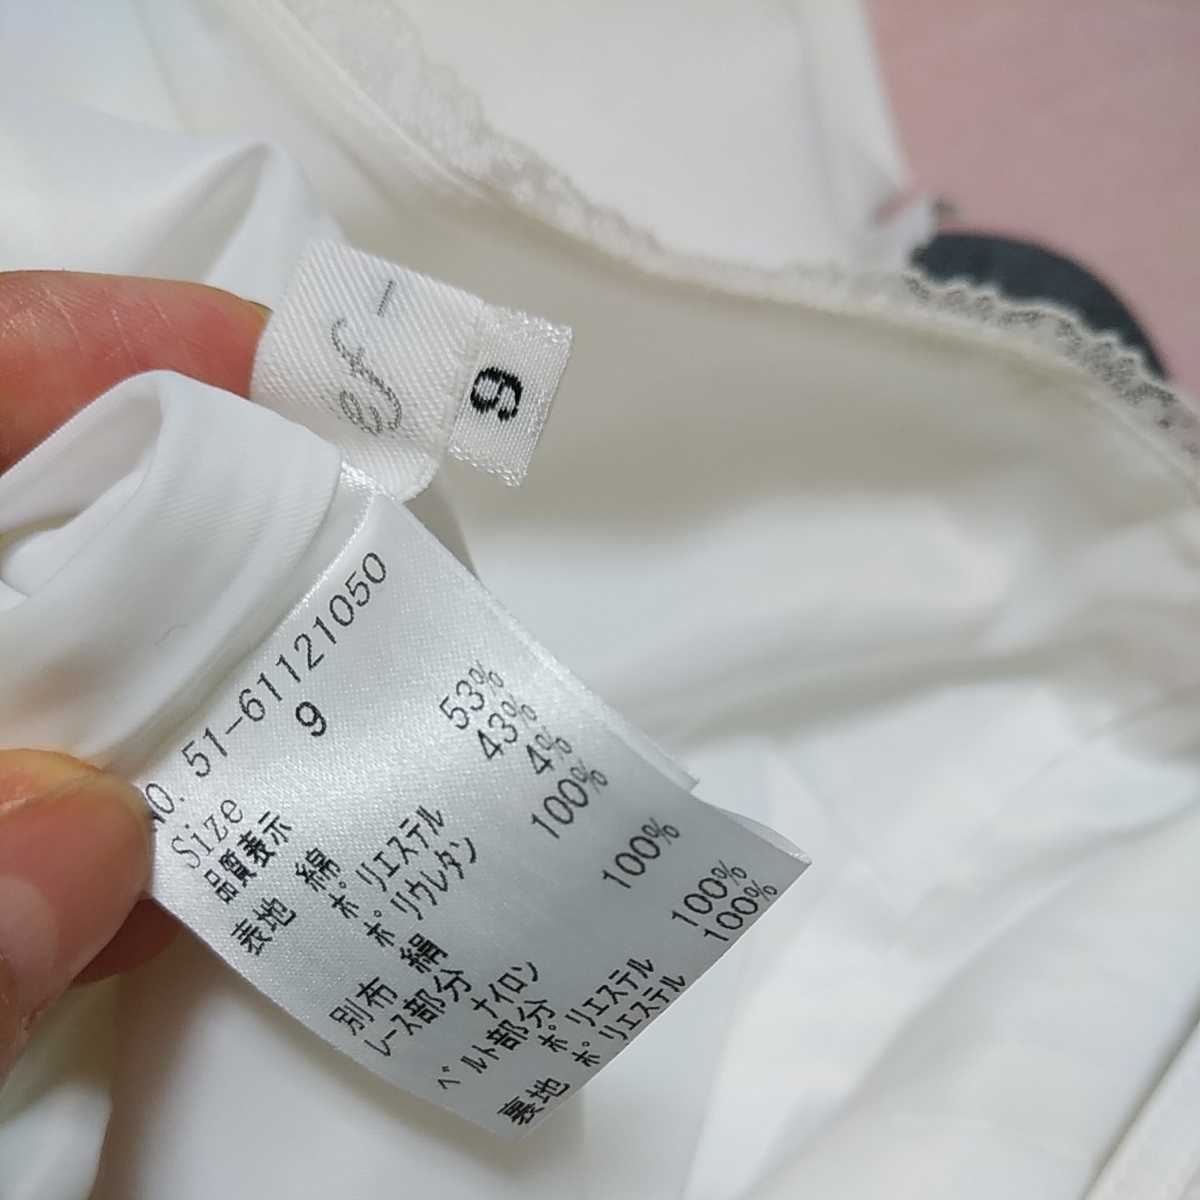 ef-
9
NO. 51-61121050
Size 9
品質表示
表地 綿 53%
ポリエステル 43%
ポリウレタン 4%
別布 絹 100%
レース部分
ナイロン 100%
ベルト部分
ポリエステル 100%
裏地 ポリエステル 100%